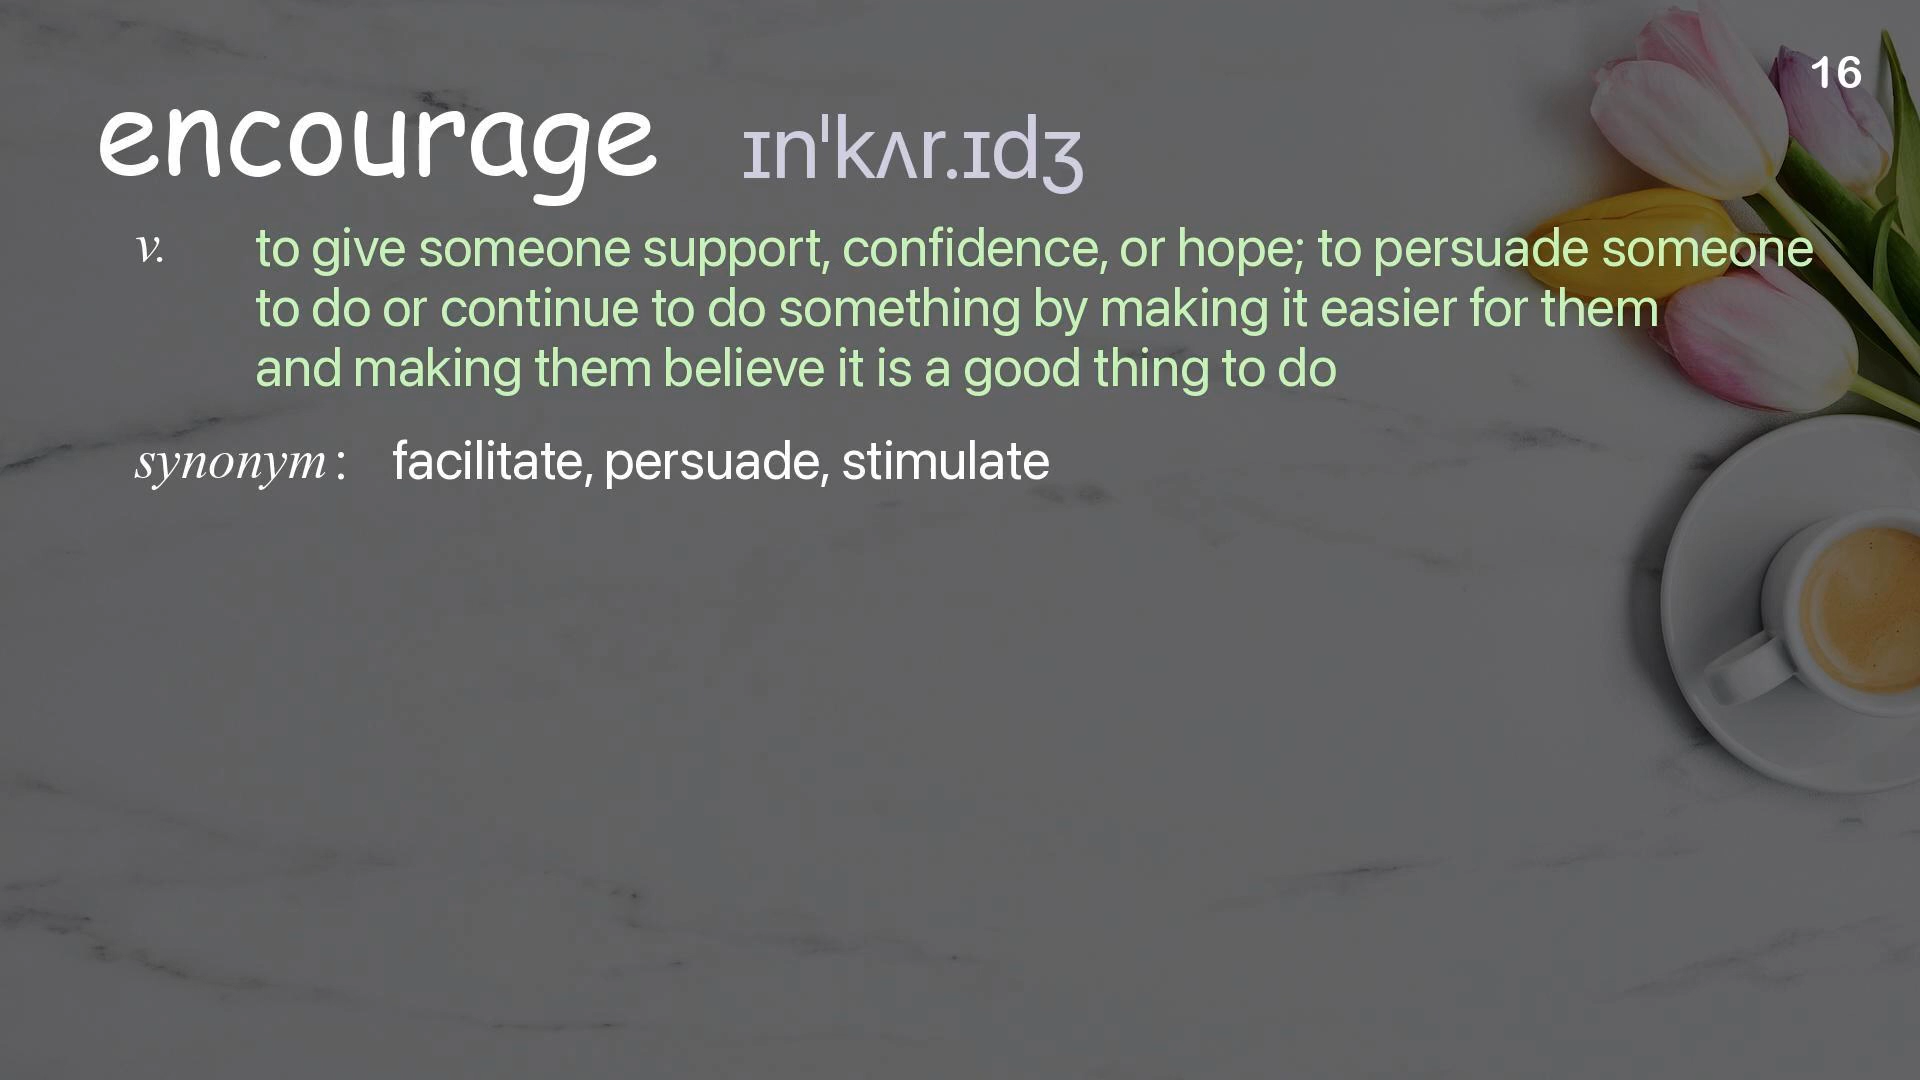 16
encourage ɪnˈkʌr.ɪdʒ
v. to give someone support, confidence, or hope; to persuade someone
to do or continue to do something by making it easier for them
and making them believe it is a good thing to do
synonym : facilitate, persuade, stimulate